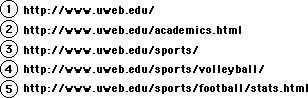 1 http://www.uweb.edu/
2 http://www.uweb.edu/academics.html
3 http://www.uweb.edu/sports/
4 http://www.uweb.edu/sports/volleyball/
5 http://www.uweb.edu/sports/football/stats.html